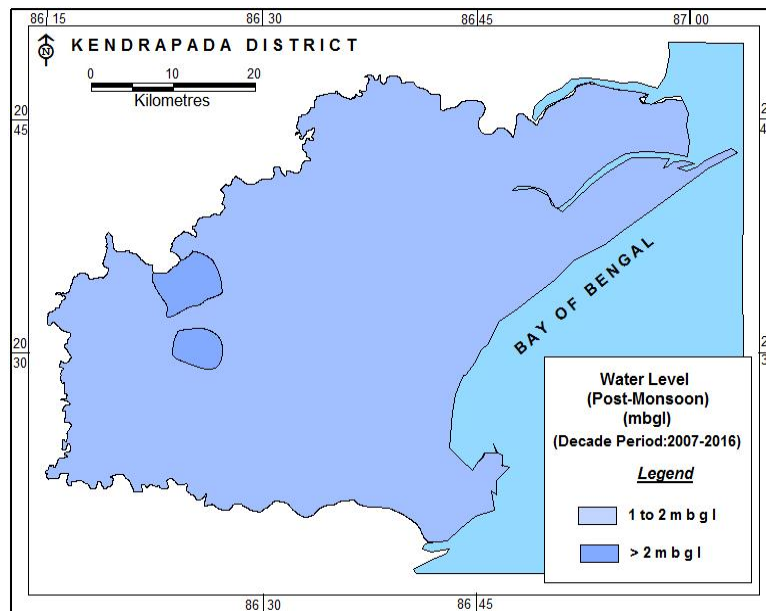 86 15 86 30 86 45 87 00
N KENDRAPADA DISTRICT
0 10 20
Kilometres
20
45
20
30
BAY OF BENGAL
Water Level
(Post-Monsoon)
(mbgl)
(Decade Period:2007-2016)
Legend
1 to 2 m b g l
> 2 m b g l
86 30 86 45